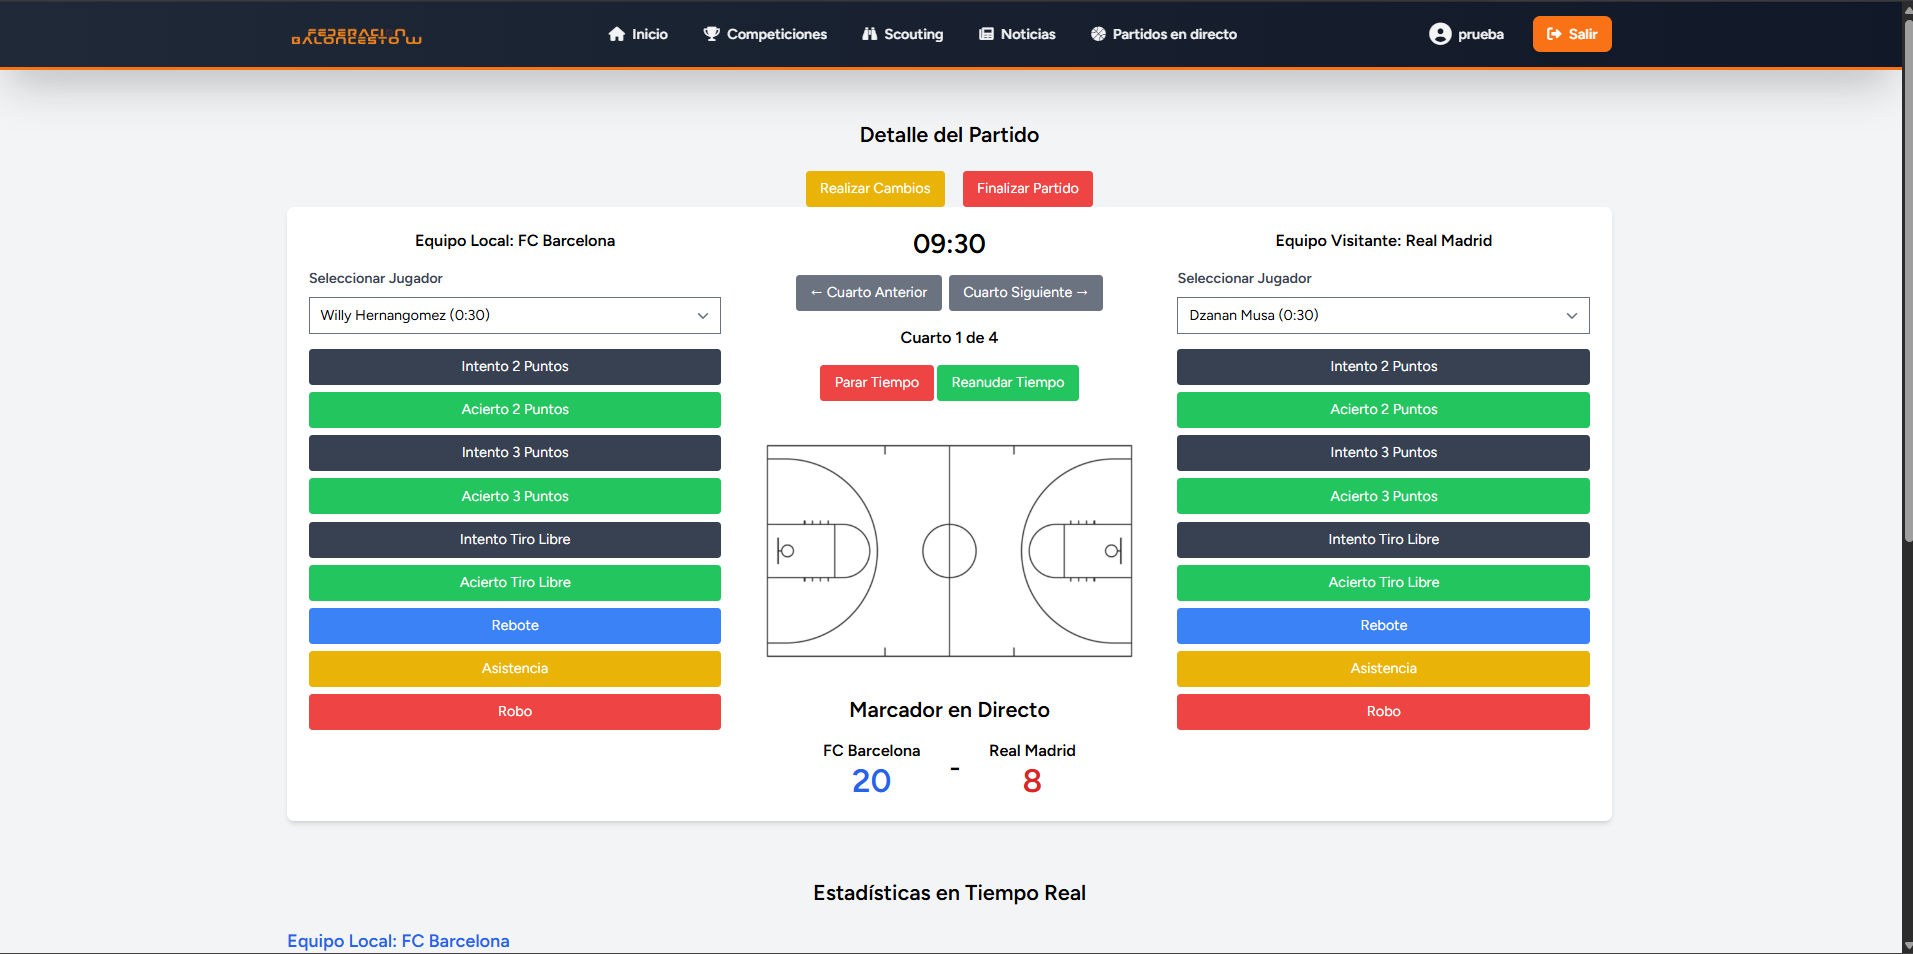 FEDERACION
BALONCESTO W
Inicio
Competiciones
Scouting
Noticias
Partidos en directo
prueba
Salir
Detalle del Partido
Realizar Cambios
Finalizar Partido
Equipo Local: FC Barcelona
Seleccionar Jugador
Willy Hernangomez (0:30)
Intento 2 Puntos
Acierto 2 Puntos
Intento 3 Puntos
Acierto 3 Puntos
Intento Tiro Libre
Acierto Tiro Libre
Rebote
Asistencia
Robo
09:30
← Cuarto Anterior
Cuarto Siguiente →
Cuarto 1 de 4
Parar Tiempo
Reanudar Tiempo
Marcador en Directo
FC Barcelona
20
-
Real Madrid
8
Equipo Visitante: Real Madrid
Seleccionar Jugador
Dzanan Musa (0:30)
Intento 2 Puntos
Acierto 2 Puntos
Intento 3 Puntos
Acierto 3 Puntos
Intento Tiro Libre
Acierto Tiro Libre
Rebote
Asistencia
Robo
Estadísticas en Tiempo Real
Equipo Local: FC Barcelona